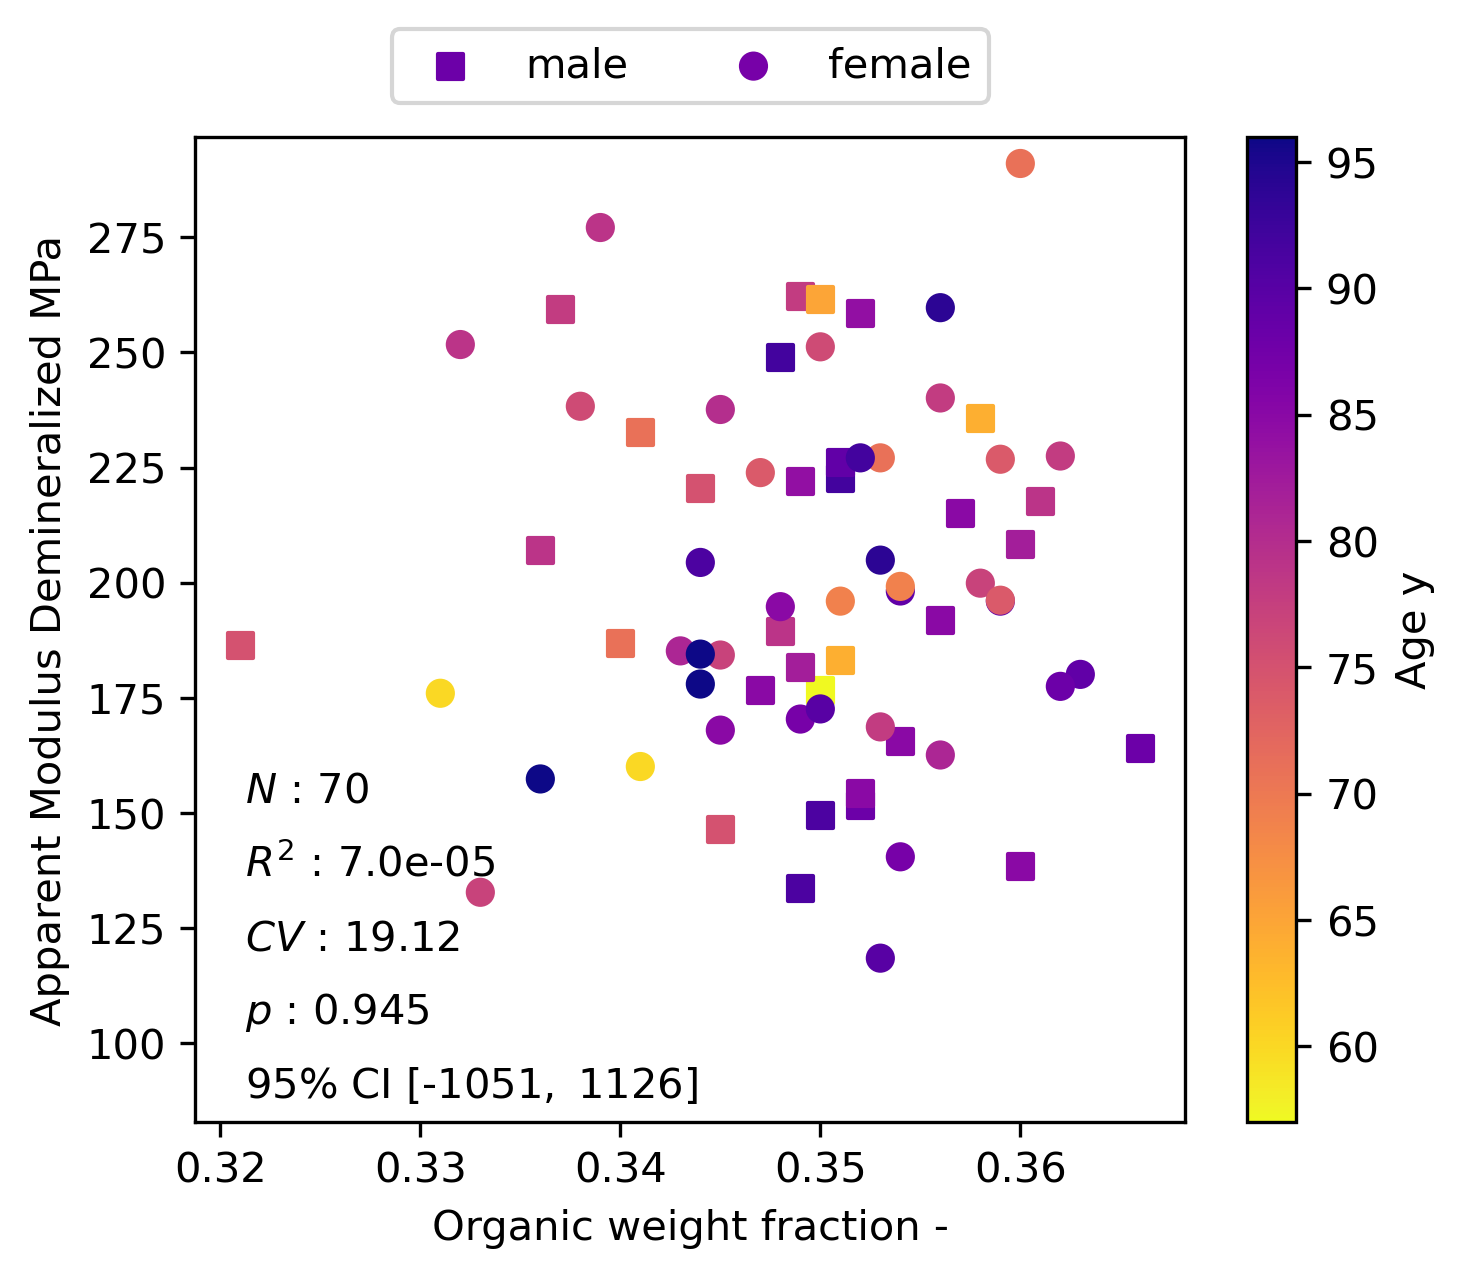 male female
275
250
225
200
175
150
125
100
Apparent Modulus Demineralized MPa
N : 70
R² : 7.0e-05
CV : 19.12
p : 0.945
95% CI [-1051, 1126]
0.32 0.33 0.34 0.35 0.36
Organic weight fraction -
95
90
85
80
75
70
65
60
Age y